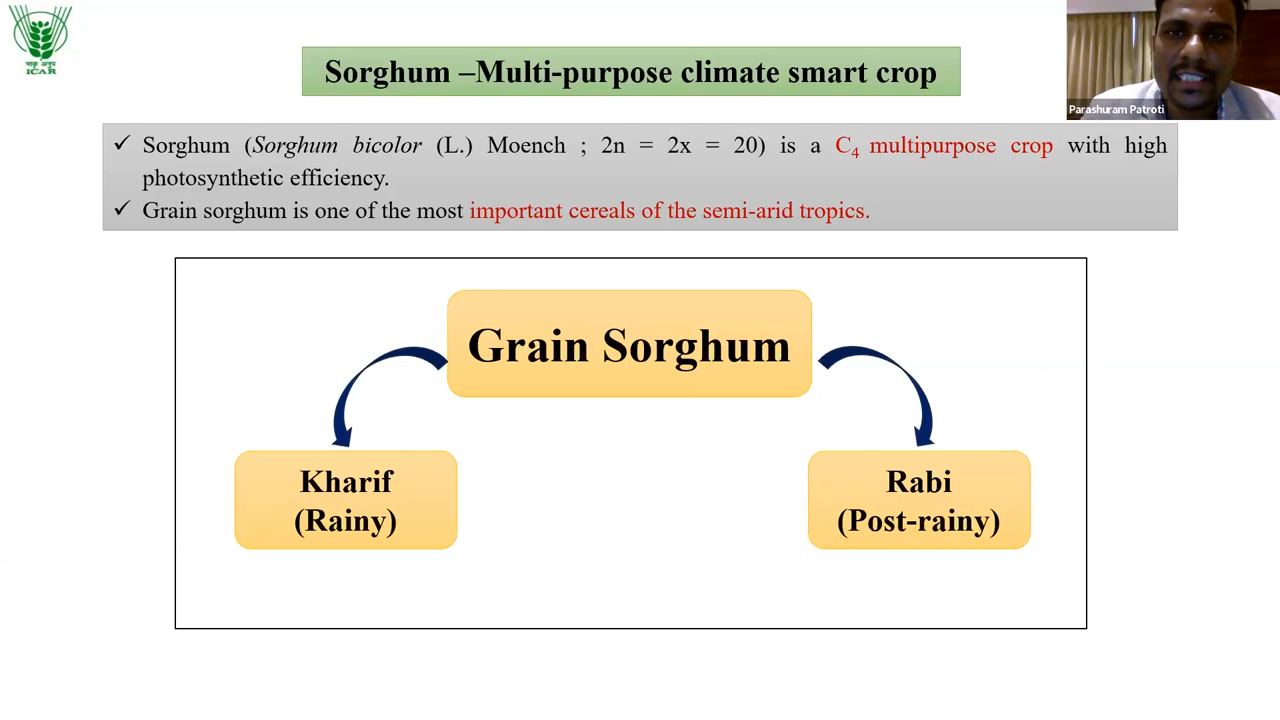 Sorghum –Multi-purpose climate smart crop
Parashuram Patroti
भाकृअनुप
ICAR
✓ Sorghum (Sorghum bicolor (L.) Moench ; 2n = 2x = 20) is a C4 multipurpose crop with high
photosynthetic efficiency.
✓ Grain sorghum is one of the most important cereals of the semi-arid tropics.
Grain Sorghum
Kharif
(Rainy)
Rabi
(Post-rainy)